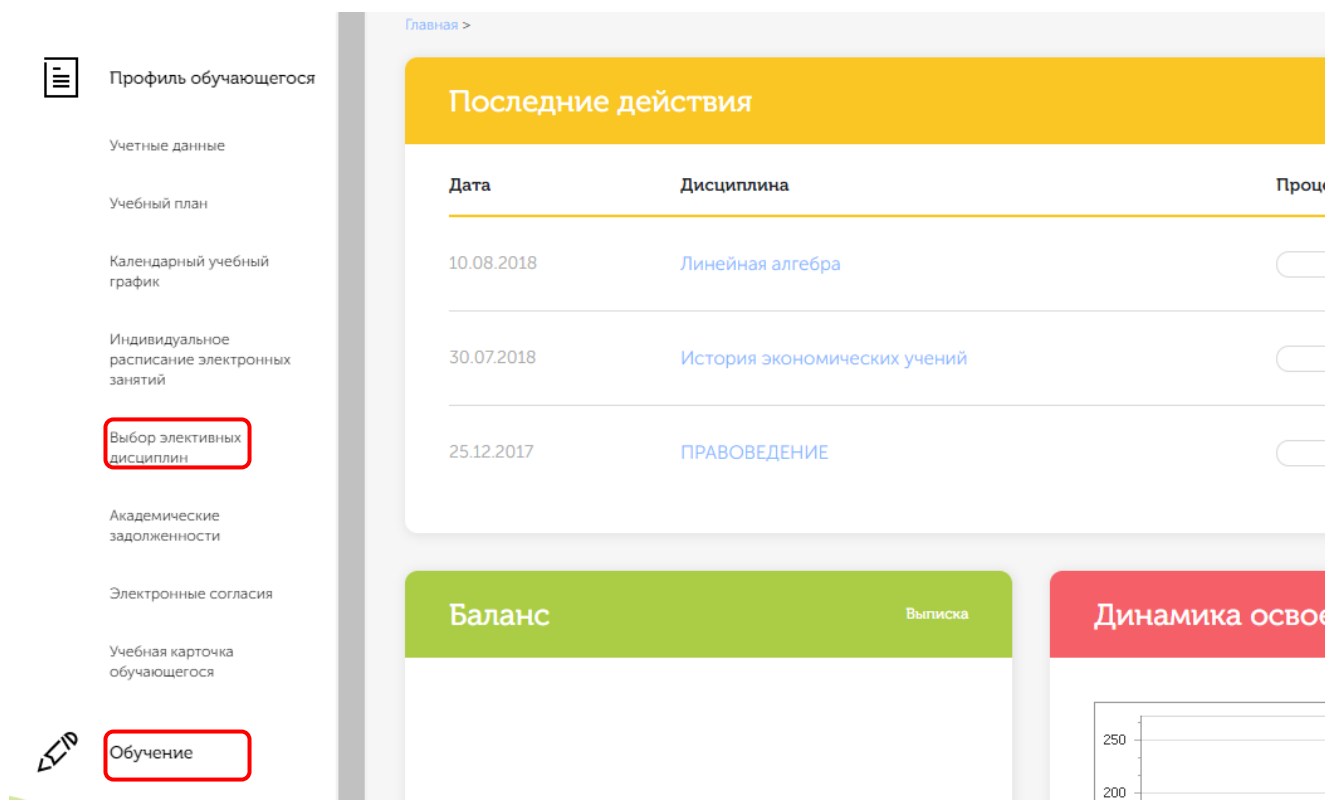 Главная >
Профиль обучающегося
Учетные данные
Учебный план
Календарный учебный
график
Индивидуальное
расписание электронных
занятий
Выбор элективных
дисциплин
Академические
задолженности
Электронные согласия
Учебная карточка
обучающегося
Обучение
Последние действия
Дата Дисциплина
10.08.2018 Линейная алгебра
30.07.2018 История экономических учений
25.12.2017 ПРАВОВЕДЕНИЕ
Баланс Выписка
Динамика
250
200